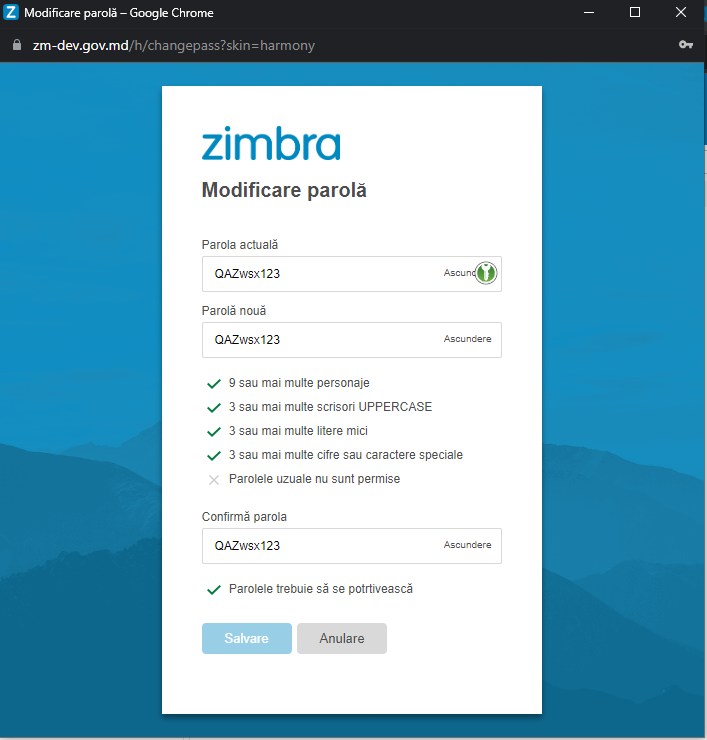 Modificare parolă – Google Chrome
zm-dev.gov.md/h/changepass?skin=harmony
zimbra
Modificare parolă
Parola actuală
QAZwsx123
Parolă nouă
QAZwsx123 Ascundere
9 sau mai multe personaje
3 sau mai multe scrisori UPPERCASE
3 sau mai multe litere mici
3 sau mai multe cifre sau caractere speciale
Parolele uzuale nu sunt permise
Confirmă parola
QAZwsx123 Ascundere
Parolele trebuie să se potrtivească
Salvare Anulare